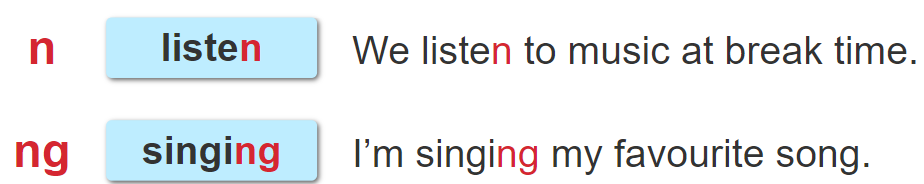 n listen We listen to music at break time.
ng singing I’m singing my favourite song.